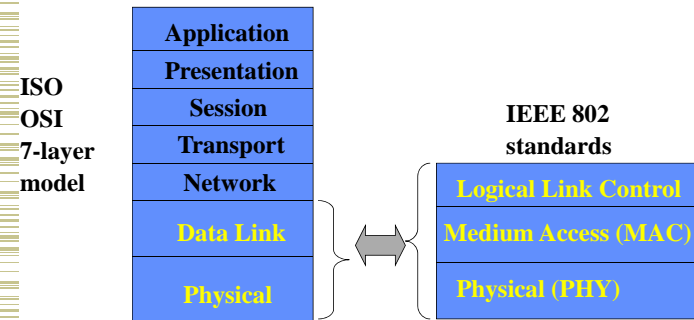 ISO
OSI
7-layer
model
Application
Presentation
Session
Transport
Network
Data Link
Physical
IEEE 802
standards
Logical Link Control
Medium Access (MAC)
Physical (PHY)